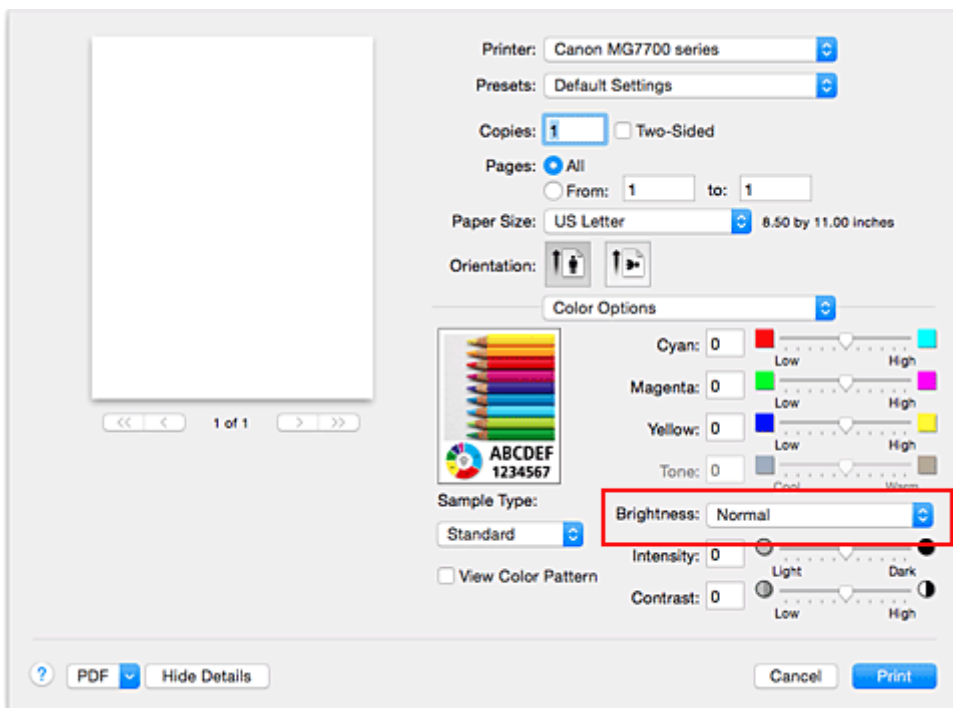 Printer: Canon MG7700 series
Presets: Default Settings
Copies: 1 Two-Sided
Pages: All
From: 1 to: 1
Paper Size: US Letter 8.50 by 11.00 inches
Orientation:
Color Options
Cyan: 0
Low High
Magenta: 0
Low High
Yellow: 0
Low High
Tone: 0
Cool Warm
ABCDEF
1234567
Sample Type:
Standard
View Color Pattern
Brightness: Normal
Intensity: 0
Light Dark
Contrast: 0
Low High
<< < 1 of 1 > >>
? PDF Hide Details Cancel Print